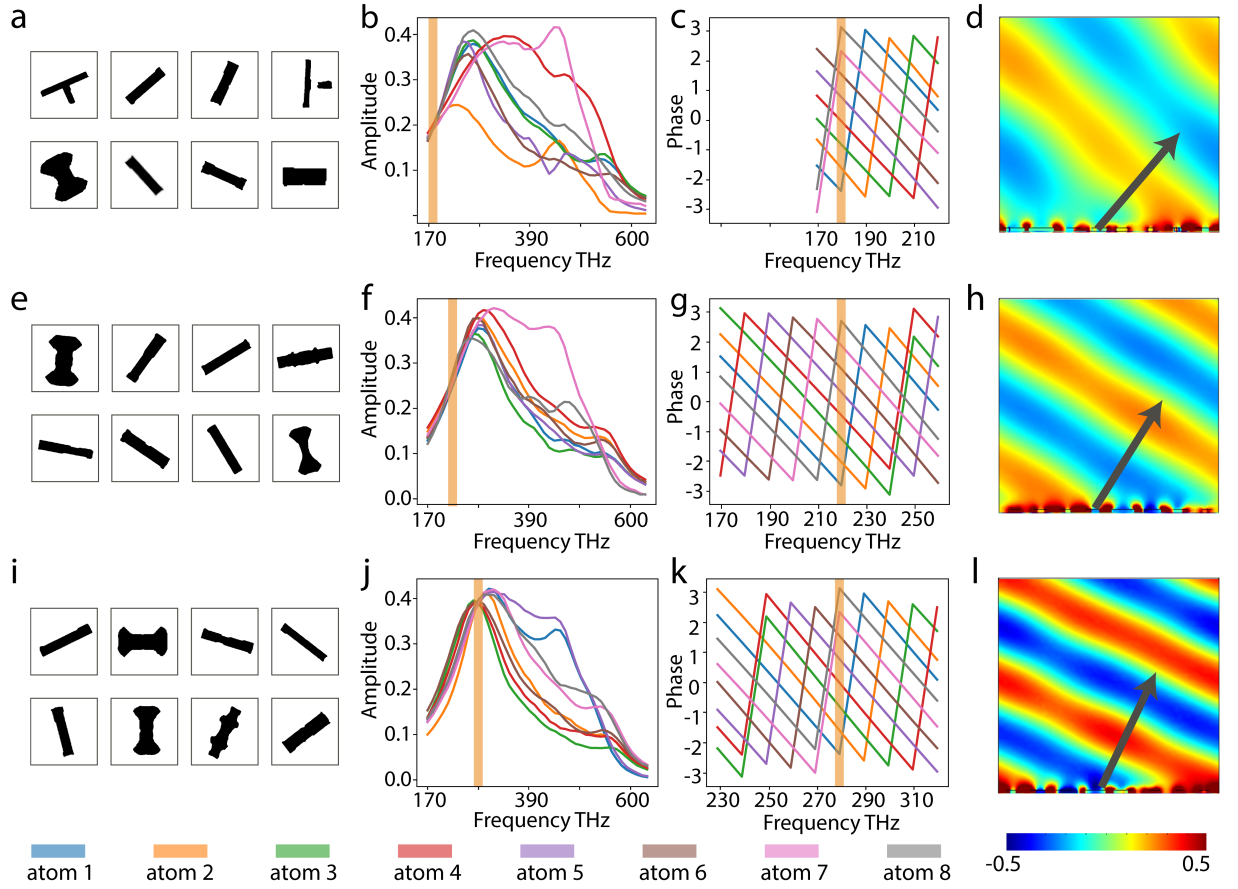 a
b
c
d
0.4
0.3
0.2
0.1
Amplitude
170
390
600
Frequency THz
3
2
1
0
-1
-2
-3
Phase
170
190
210
Frequency THz
e
f
g
h
0.4
0.3
0.2
0.1
0.0
Amplitude
170
390
600
Frequency THz
3
2
1
0
-1
-2
-3
Phase
170
190
210
230
250
Frequency THz
i
j
k
l
0.4
0.3
0.2
0.1
0.0
Amplitude
170
390
600
Frequency THz
3
2
1
0
-1
-2
-3
Phase
230
250
270
290
310
Frequency THz
atom 1
atom 2
atom 3
atom 4
atom 5
atom 6
atom 7
atom 8
-0.5
0.5